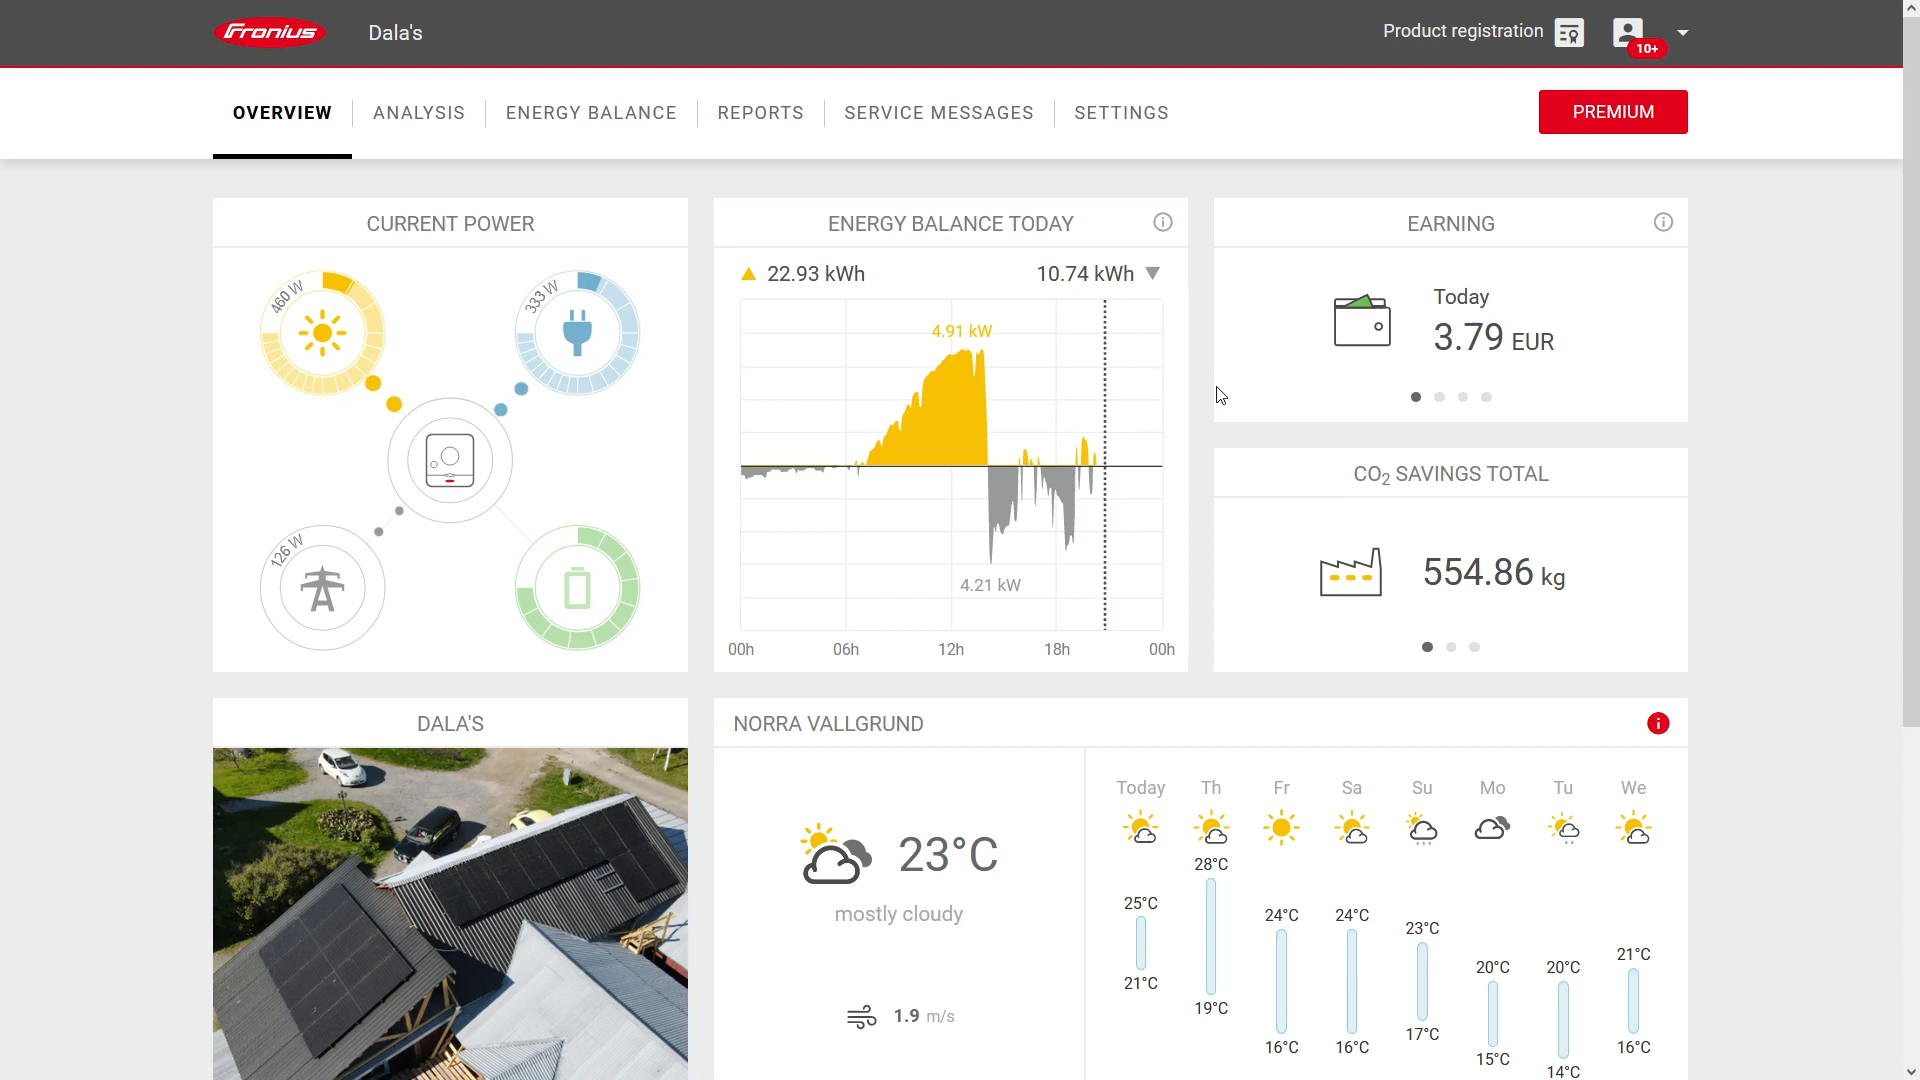 Fronius
Dala's
Product registration
10+
OVERVIEW
ANALYSIS
ENERGY BALANCE
REPORTS
SERVICE MESSAGES
SETTINGS
PREMIUM
CURRENT POWER
460 W
333 W
126 W
ENERGY BALANCE TODAY
22.93 kWh
10.74 kWh
4.91 kW
4.21 kW
00h 06h 12h 18h 00h
EARNING
Today
3.79 EUR
CO₂ SAVINGS TOTAL
554.86 kg
DALA'S
NORRA VALLGRUND
23°C
mostly cloudy
1.9 m/s
Today Th Fr Sa Su Mo Tu We
25°C 28°C 24°C 24°C 23°C 20°C 20°C 21°C
21°C 19°C 16°C 16°C 17°C 15°C 14°C 16°C